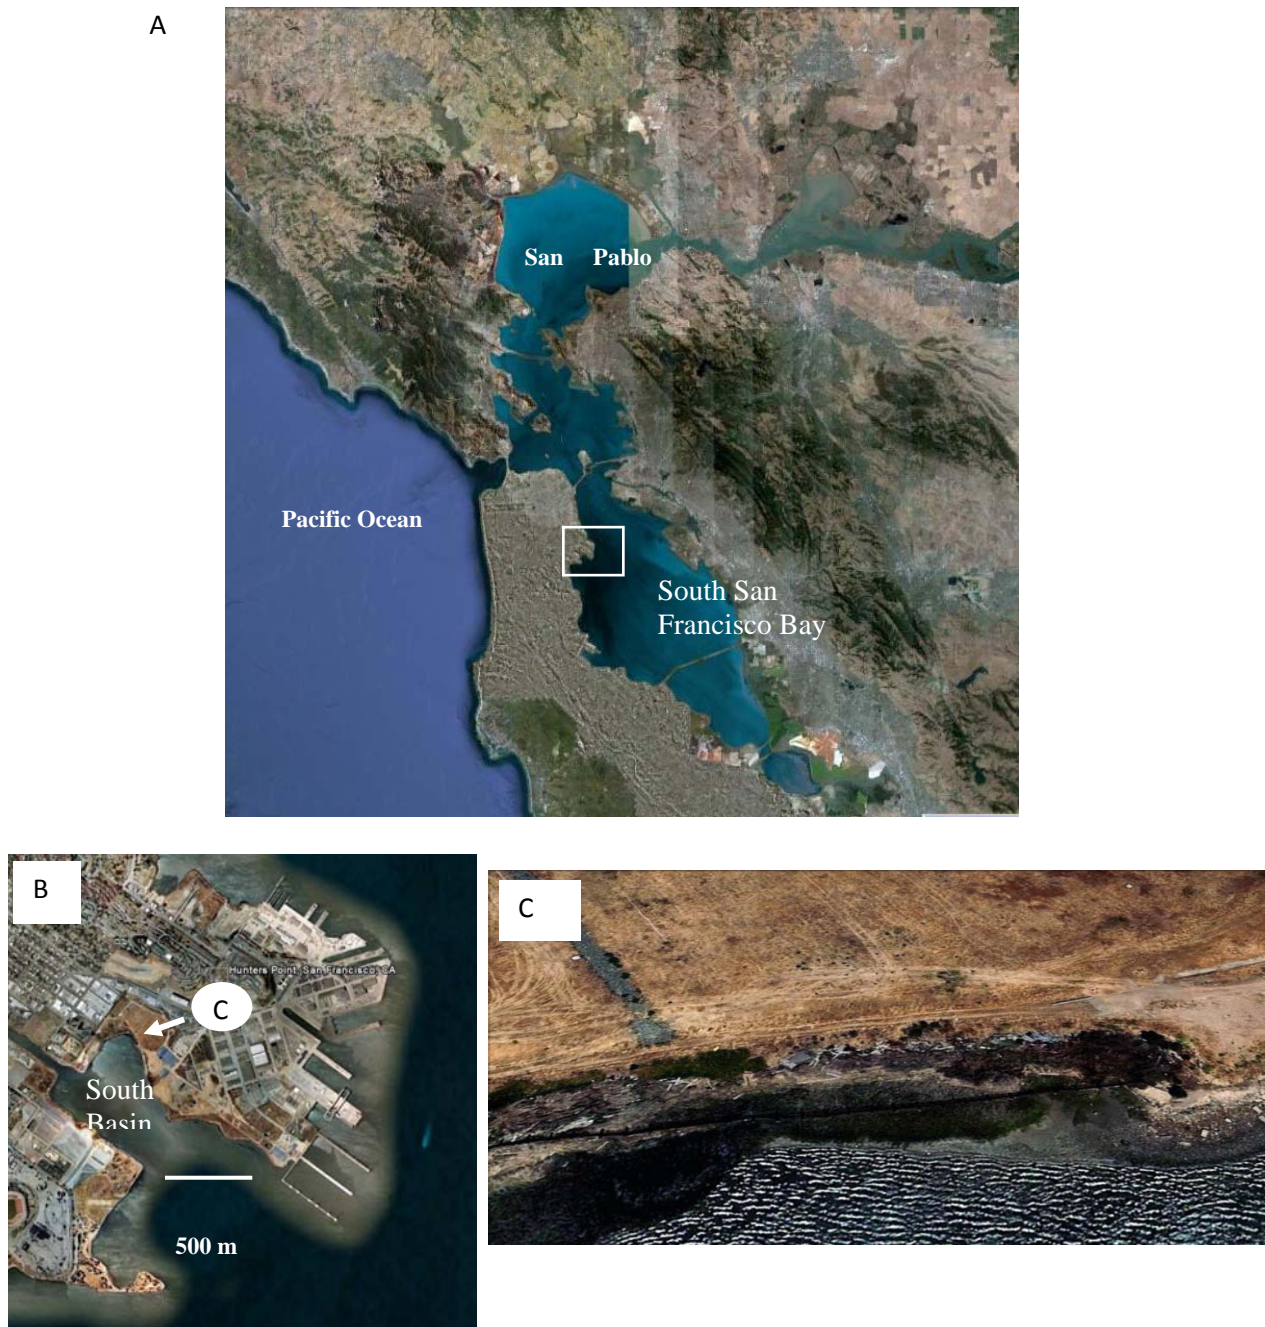 A
San Pablo
Pacific Ocean
South San
Francisco Bay
B
Hunters Point, San Francisco, CA
C
South
Basin
500 m
C